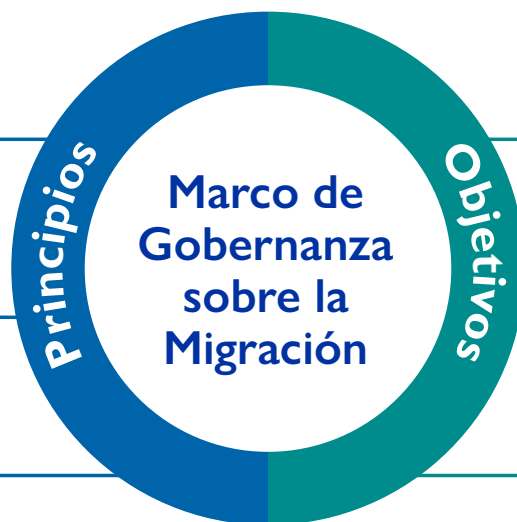 Principios
Marco de
Gobernanza
sobre la
Migración
Objetivos